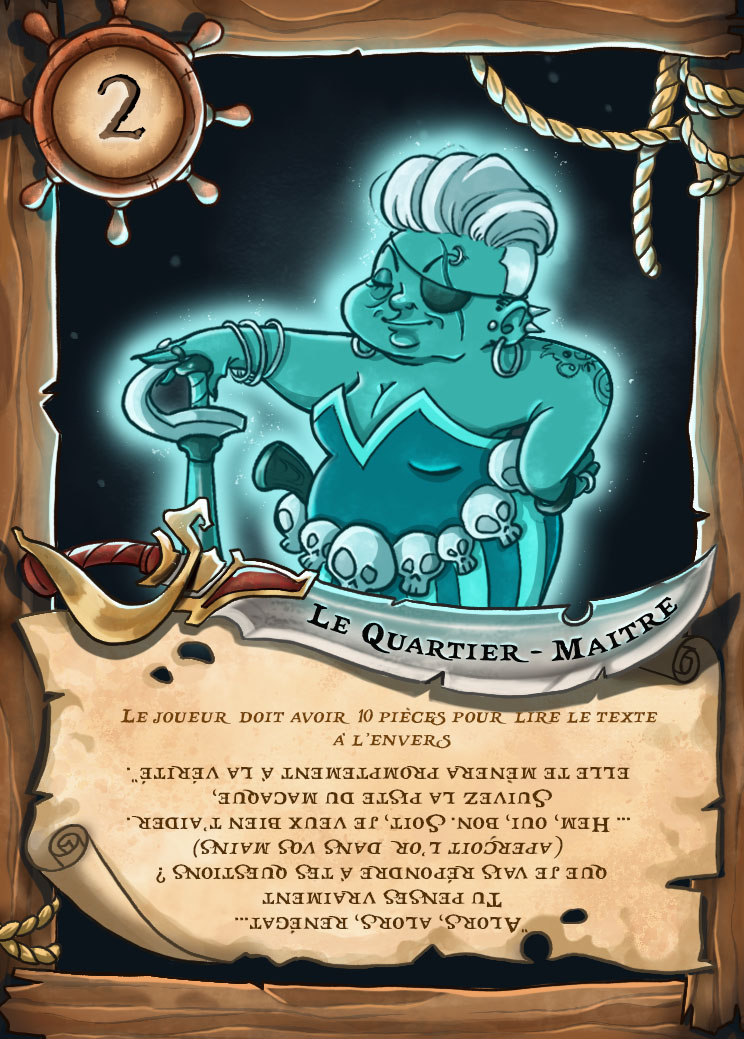 2
LE QUARTIER - MAITRE
LE JOUEUR DOIT AVOIR 10 PIÈCES POUR LIRE LE TEXTE
À L'ENVERS
"ALORS, ALORS, RENÉGAT...
TU PENSES VRAIMENT
QUE JE VAIS RÉPONDRE À TES QUESTIONS ?
(APERÇOIT L'OR DANS VOS MAINS)
... HEM, OUI, BON. SOIT, JE VEUX BIEN T'AIDER.
SUIVEZ LA PISTE DU MACAQUE,
ELLE TE MÈNERA PROMPTEMENT À LA VÉRITÉ".